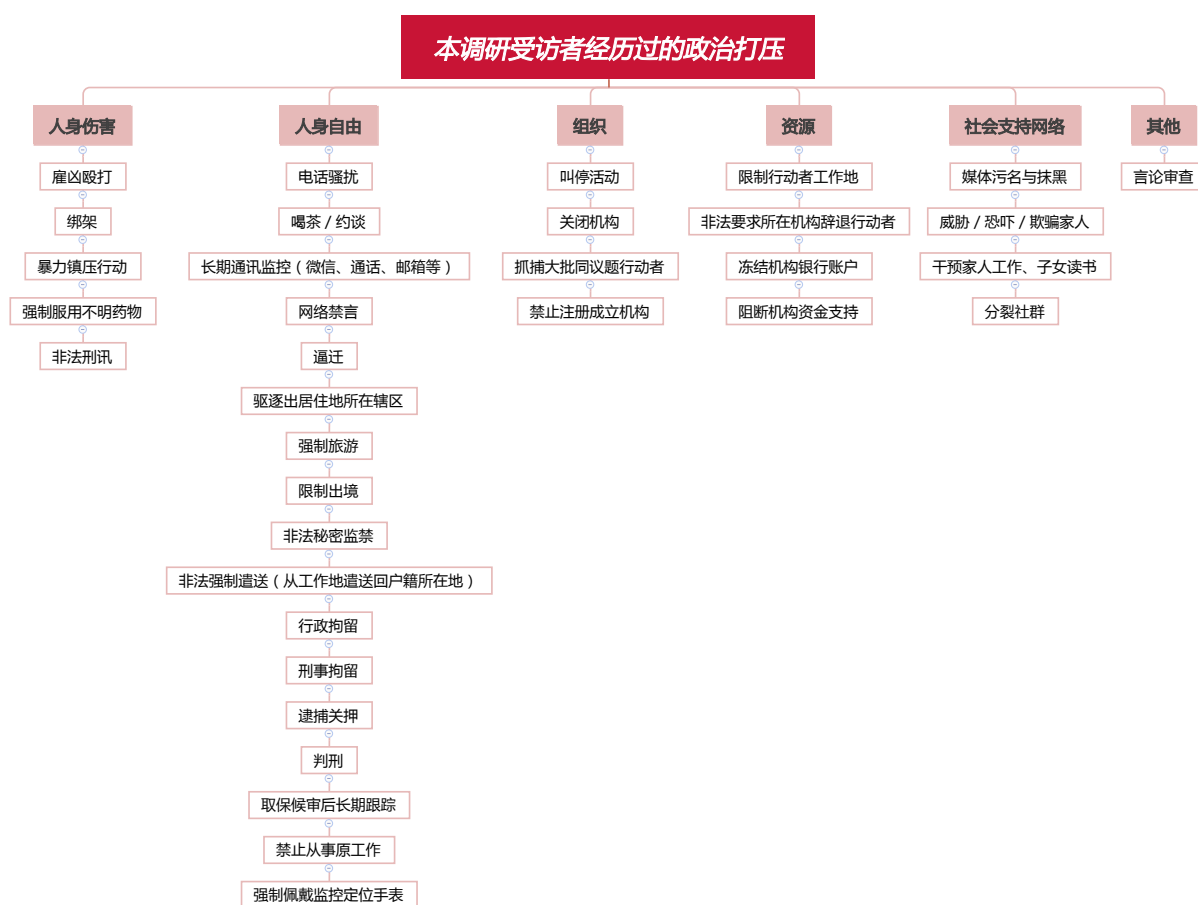 本调研受访者经历过的政治打压
人身伤害
雇凶殴打
绑架
暴力镇压行动
强制服用不明药物
非法刑讯
人身自由
电话骚扰
喝茶 / 约谈
长期通讯监控（微信、通话、邮箱等）
网络禁言
逼迁
驱逐出居住地所在辖区
强制旅游
限制出境
非法秘密监禁
非法强制遣送（从工作地遣送回户籍所在地）
行政拘留
刑事拘留
逮捕关押
判刑
取保候审后长期跟踪
禁止从事原工作
强制佩戴监控定位手表
组织
叫停活动
关闭机构
抓捕大批同议题行动者
禁止注册成立机构
资源
限制行动者工作地
非法要求所在机构辞退行动者
冻结机构银行账户
阻断机构资金支持
社会支持网络
媒体污名与抹黑
威胁 / 恐吓 / 欺骗家人
干预家人工作、子女读书
分裂社群
其他
言论审查